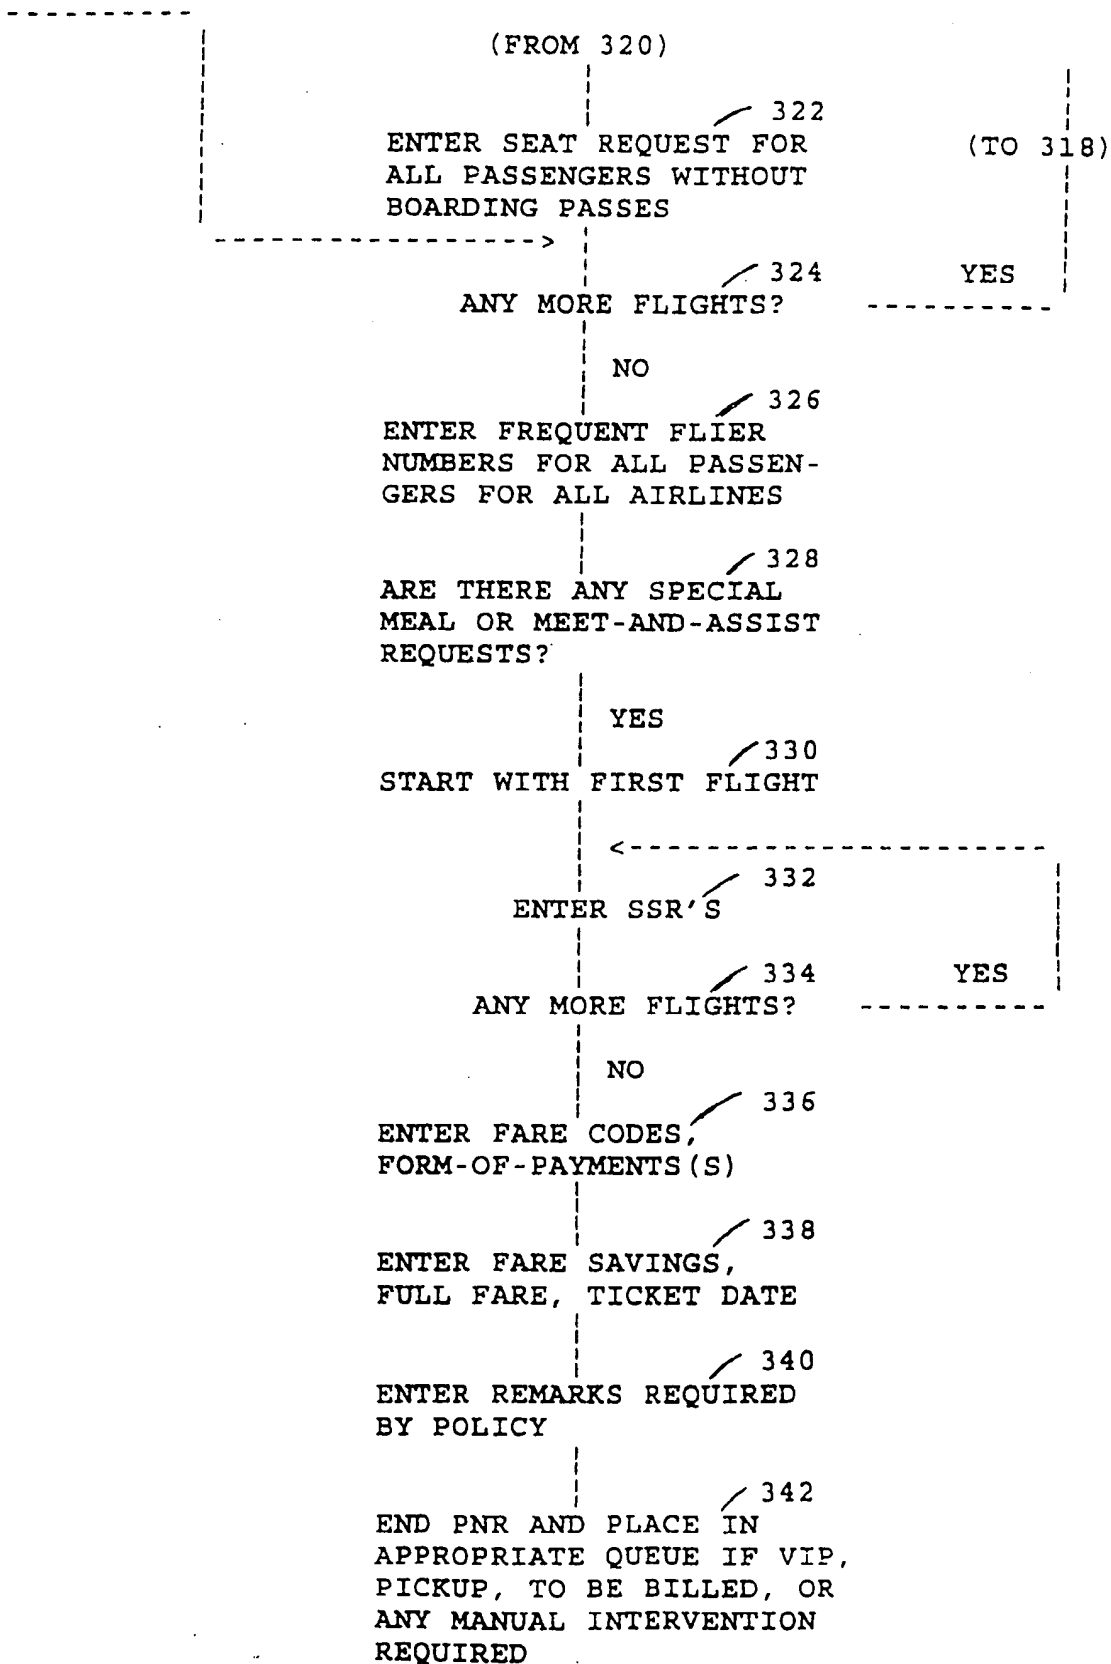 (FROM 320)
322
ENTER SEAT REQUEST FOR
ALL PASSENGERS WITHOUT
BOARDING PASSES
(TO 318)
324
ANY MORE FLIGHTS?
YES
NO
326
ENTER FREQUENT FLIER
NUMBERS FOR ALL PASSEN-
GERS FOR ALL AIRLINES
328
ARE THERE ANY SPECIAL
MEAL OR MEET-AND-ASSIST
REQUESTS?
YES
330
START WITH FIRST FLIGHT
332
ENTER SSR'S
334
ANY MORE FLIGHTS?
YES
NO
336
ENTER FARE CODES,
FORM-OF-PAYMENTS(S)
338
ENTER FARE SAVINGS,
FULL FARE, TICKET DATE
340
ENTER REMARKS REQUIRED
BY POLICY
342
END PNR AND PLACE IN
APPROPRIATE QUEUE IF VIP,
PICKUP, TO BE BILLED, OR
ANY MANUAL INTERVENTION
REQUIRED